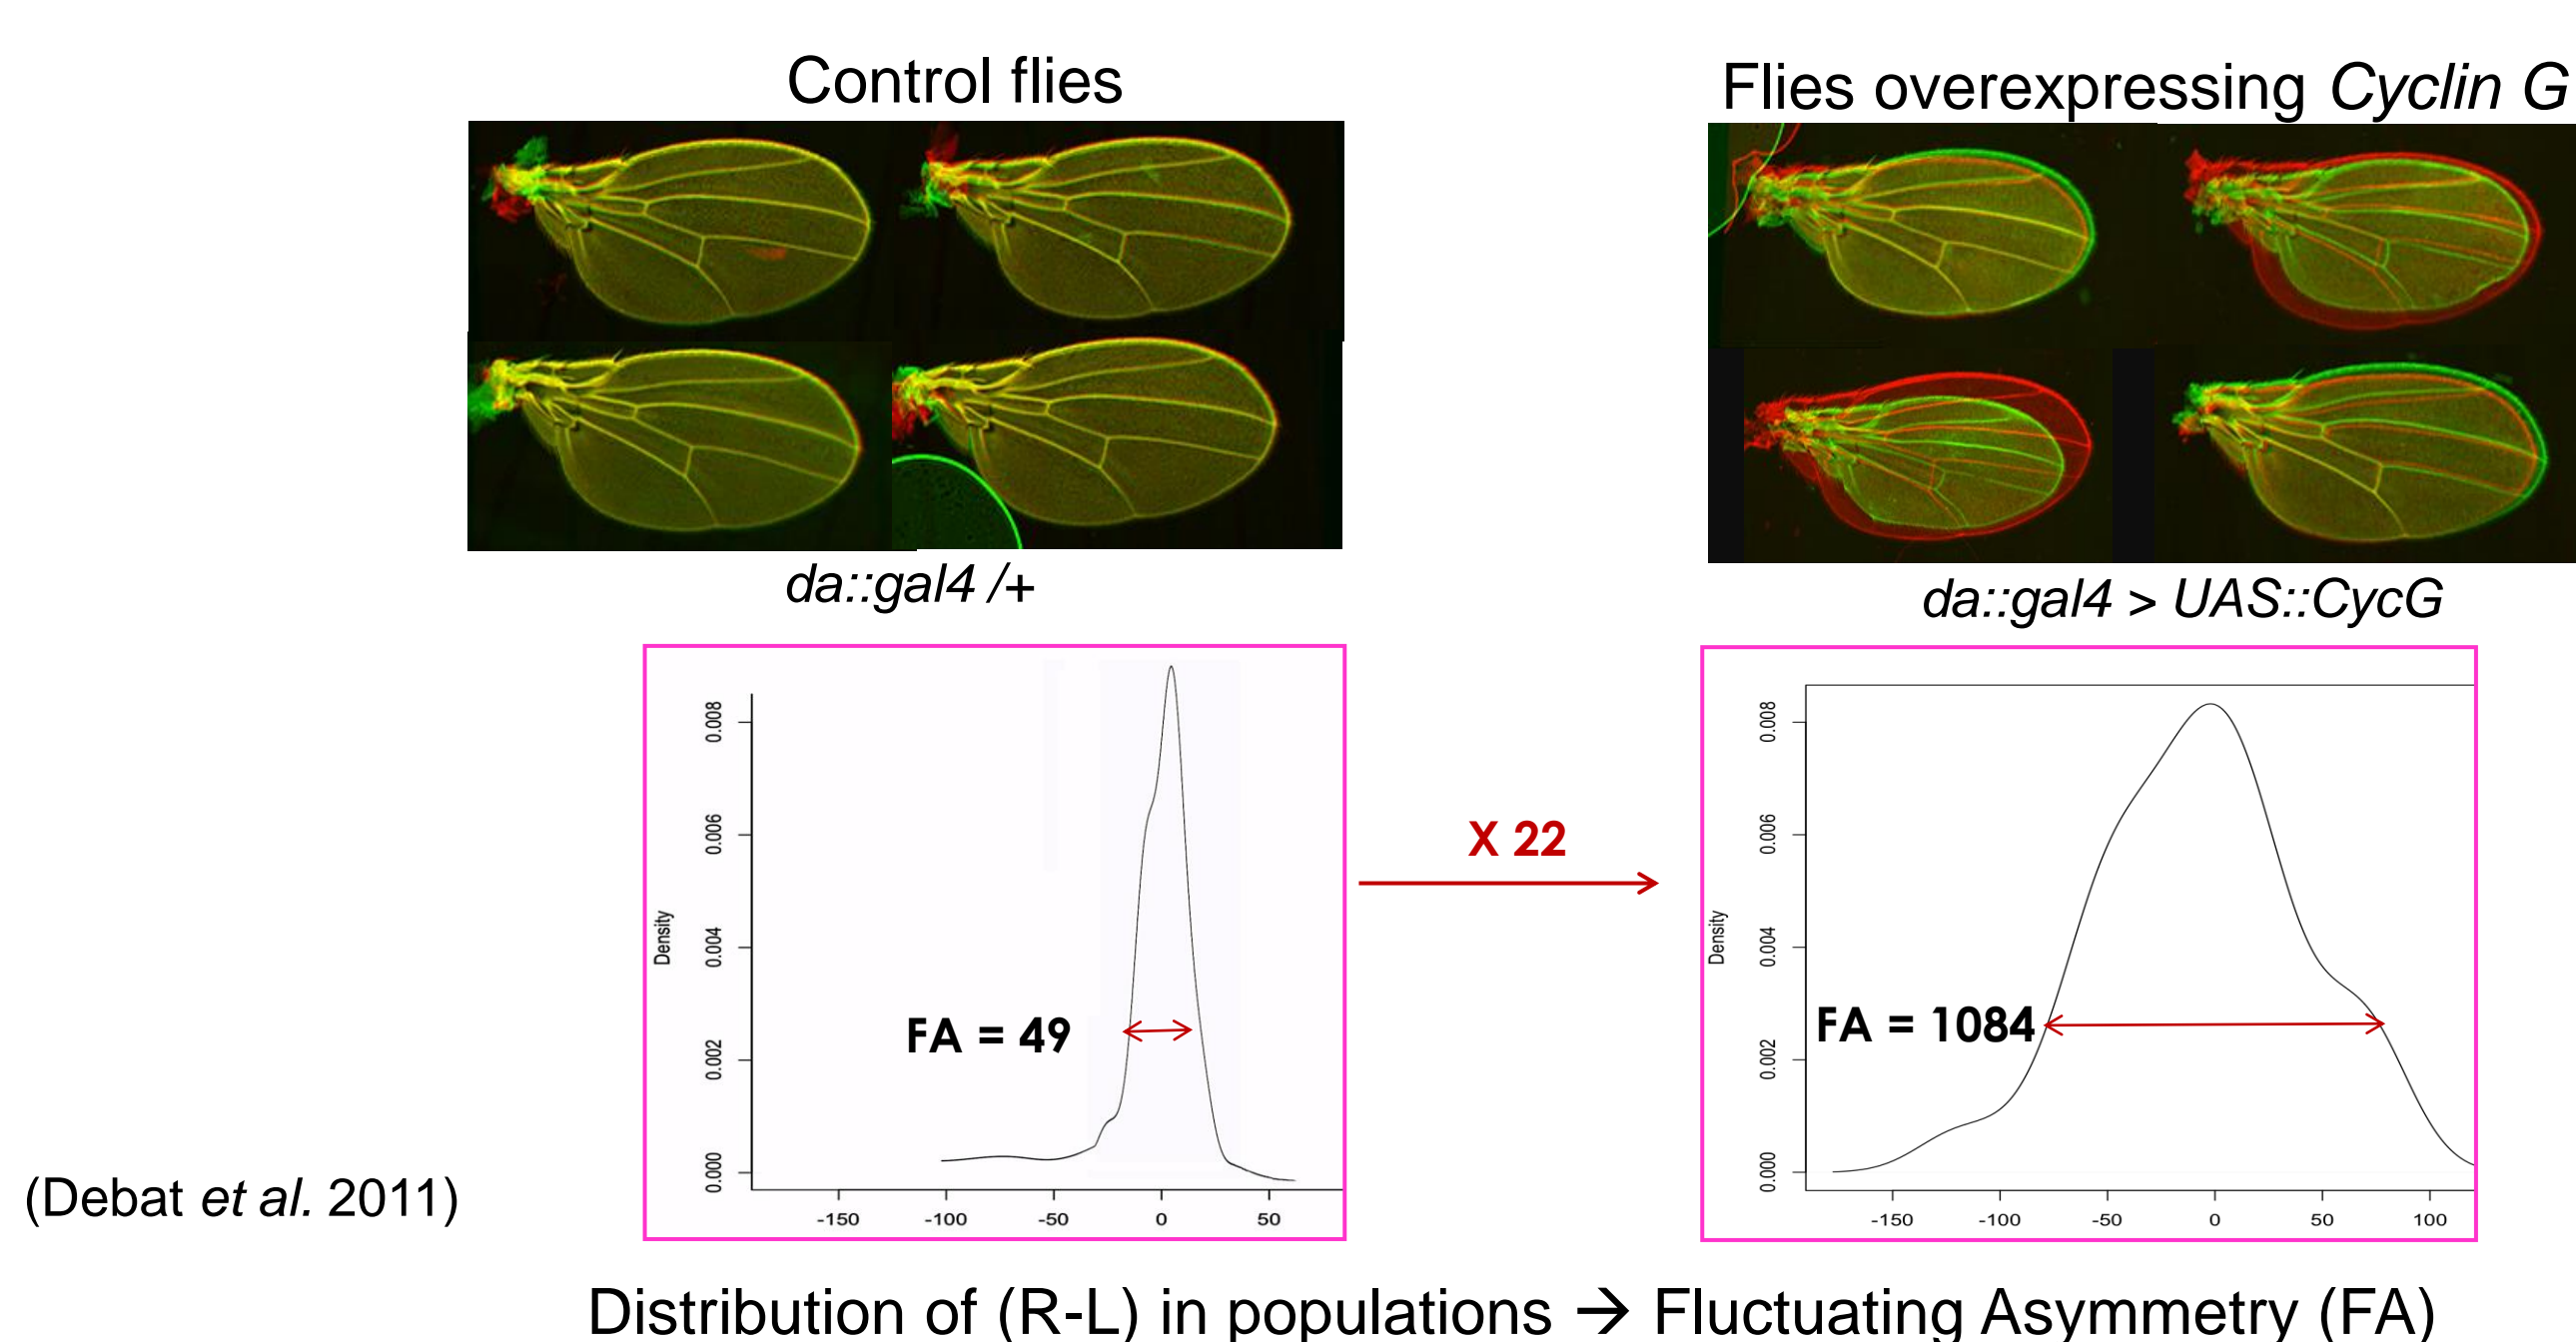 Control flies
Flies overexpressing Cyclin G
da::gal4 /+
da::gal4 > UAS::CycG
Density
0.000
0.002
0.004
0.006
0.008
FA = 49
-150
-100
-50
0
50
X 22
Density
0.000
0.002
0.004
0.006
0.008
FA = 1084
-150
-100
-50
0
50
100
(Debat et al. 2011)
Distribution of (R-L) in populations → Fluctuating Asymmetry (FA)